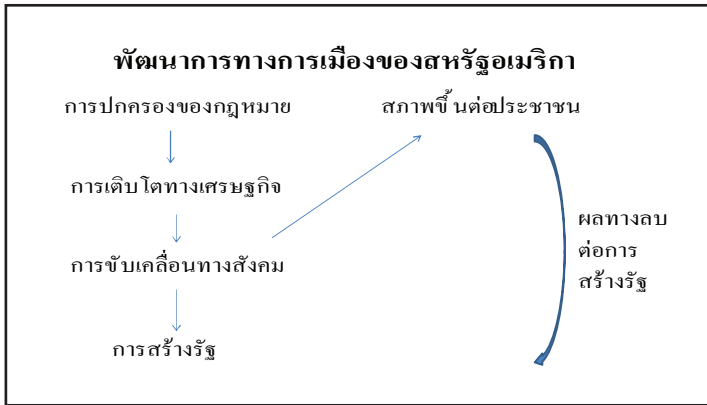 พัฒนาการทางการเมืองของสหรัฐอเมริกา
การปกครองของกฎหมาย
สภาพขึ้นต่อประชาชน
การเติบโตทางเศรษฐกิจ
การขับเคลื่อนทางสังคม
การสร้างรัฐ
ผลทางลบ
ต่อการ
สร้างรัฐ